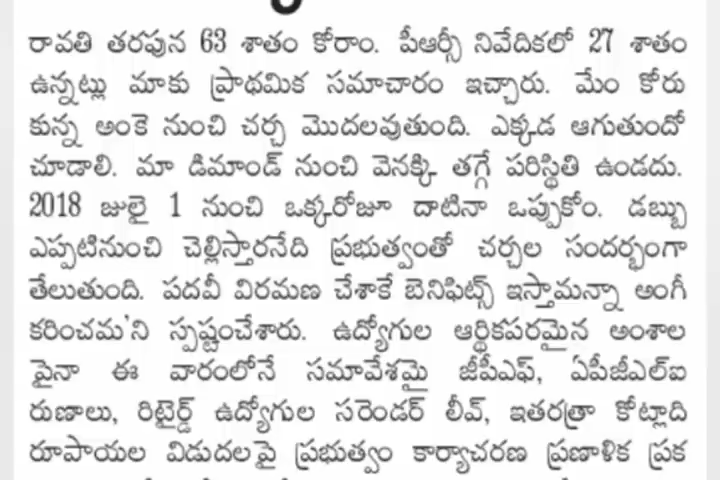 రావతి తరపున 63 శాతం కోరాం. పీఆర్సీ నివేదికలో 27 శాతం
ఉన్నట్లు మాకు ప్రాథమిక సమాచారం ఇచ్చారు. మేం కోరు
కున్న అంకె నుంచి చర్చ మొదలవుతుంది. ఎక్కడ ఆగుతుందో
చూడాలి. మా డిమాండ్ నుంచి వెనక్కి తగ్గే పరిస్థితి ఉండదు.
2018 జులై 1 నుంచి ఒక్కరోజూ దాటినా ఒప్పుకోం. డబ్బు
ఎప్పటినుంచి చెల్లిస్తారనేది ప్రభుత్వంతో చర్చల సందర్భంగా
తేలుతుంది. పదవీ విరమణ చేశాకే బెనిఫిట్స్ ఇస్తామన్నా అంగీ
కరించమ'ని స్పష్టంచేశారు. ఉద్యోగుల ఆర్థికపరమైన అంశాల
పైనా ఈ వారంలోనే సమావేశమై జీపీఎఫ్, ఏపీజీఎల్ఐ
రుణాలు, రిటైర్డ్ ఉద్యోగుల సరెండర్ లీవ్, ఇతరత్రా కోట్లాది
రూపాయల విడుదలపై ప్రభుత్వం కార్యాచరణ ప్రణాళిక ప్రక